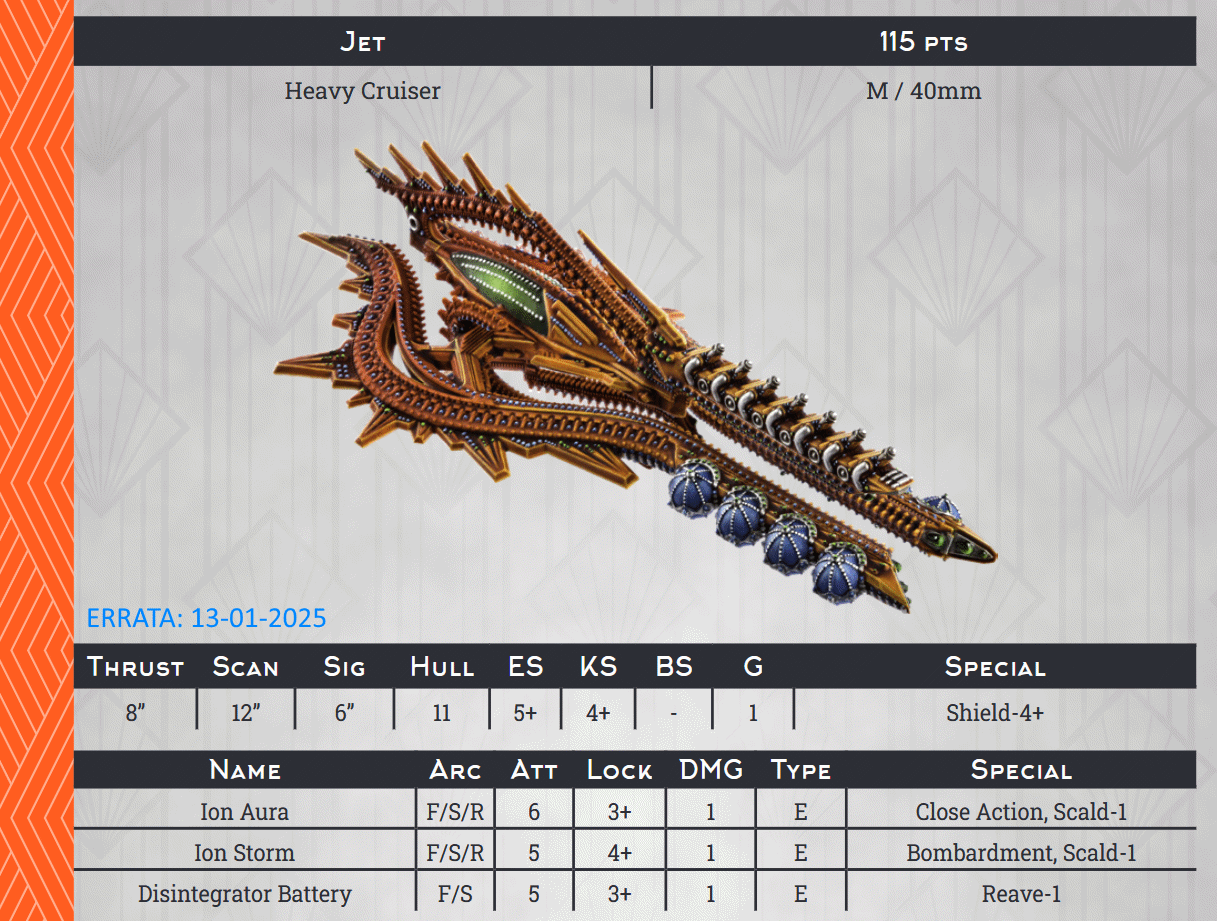 Jet 115 pts
Heavy Cruiser M / 40mm
ERRATA: 13-01-2025
Thrust Scan Sig Hull ES KS BS G Special
8” 12” 6” 11 5+ 4+ - 1 Shield-4+
Name Arc Att Lock DMG Type Special
Ion Aura F/S/R 6 3+ 1 E Close Action, Scald-1
Ion Storm F/S/R 5 4+ 1 E Bombardment, Scald-1
Disintegrator Battery F/S 5 3+ 1 E Reave-1